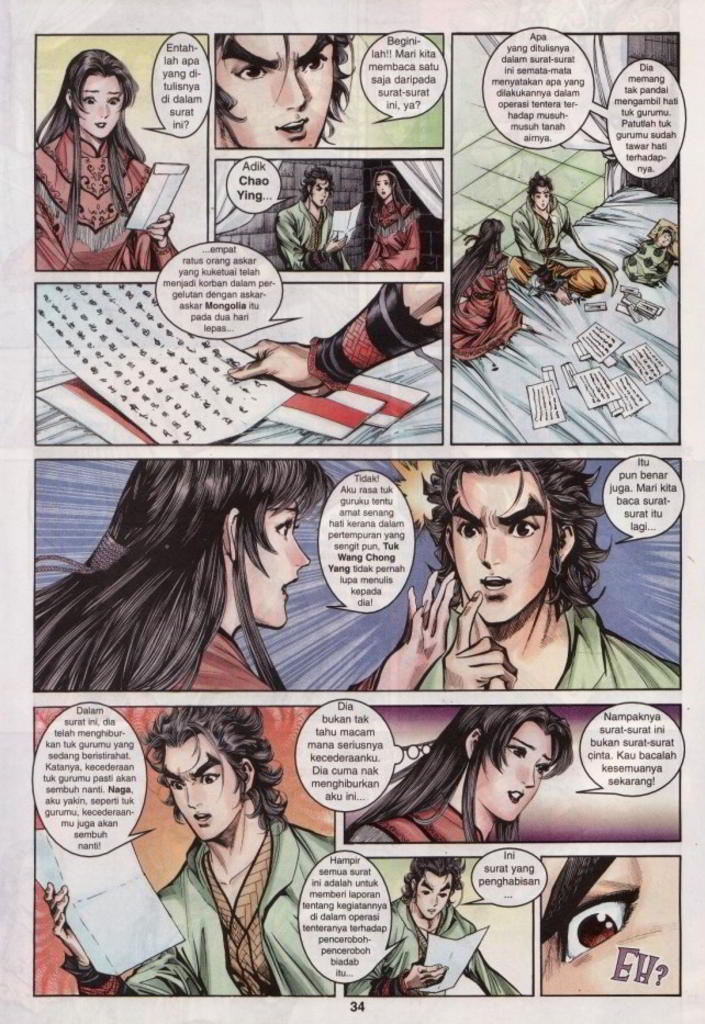 Entah-
lah apa
yang di-
tulisnya
di dalam
surat
ini?
Begini-
lah!! Mari kita
membaca satu
saja daripada
surat-surat
ini, ya?
Adik
Chao
Ying...
...empat
ratus orang askar
yang kuketuai telah
menjadi korban dalam per-
gelutan dengan askar-
askar Mongolia itu
pada dua hari
lepas...
Apa
yang ditulisnya
dalam surat-surat
ini semata-mata
menyatakan apa yang
dilakukannya dalam
operasi tentera ter-
hadap musuh-
musuh tanah
airnya.
Dia
memang
tak pandai
mengambil hati
tuk gurumu.
Patutlah tuk
gurumu sudah
tawar hati
terhadap-
nya.
Tidak!
Aku rasa tuk
guruku tentu
amat senang
hati kerana dalam
pertempuran yang
sengit pun, Tuk
Wang Chong
Yang tidak pernah
lupa menulis
kepada
dia!
Itu
pun benar
juga. Mari kita
baca surat-
surat itu
lagi...
Dalam
surat ini, dia
telah menghibur-
kan tuk gurumu yang
sedang beristirahat.
Katanya, kecederaan
tuk gurumu pasti akan
sembuh nanti. Naga,
aku yakin, seperti tuk
gurumu, kecederaan-
mu juga akan
sembuh
nanti!
Dia
bukan tak
tahu macam
mana seriusnya
kecederaanku.
Dia cuma nak
menghiburkan
aku ini...
Nampaknya
surat-surat ini
bukan surat-surat
cinta. Kau bacalah
kesemuanya
sekarang!
Hampir
semua surat
ini adalah untuk
memberi laporan
tentang kegiatannya
di dalam operasi
tenteranya terhadap
penceroboh-
penceroboh
biadab
itu...
Ini
surat yang
penghabisan
...
EH?
34